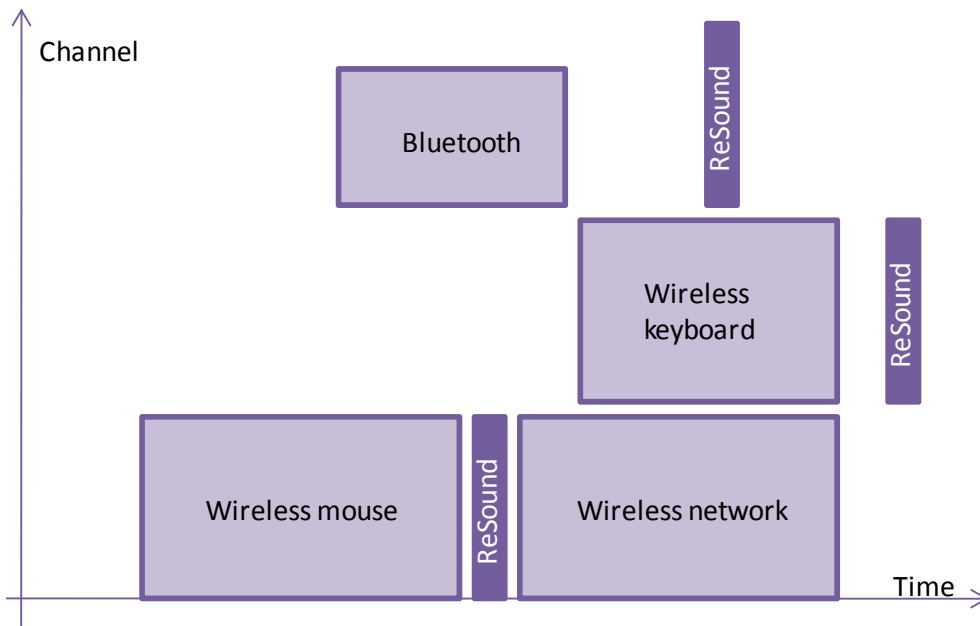 Channel
Bluetooth
ReSound
Wireless
keyboard
ReSound
Wireless mouse
ReSound
Wireless network
Time